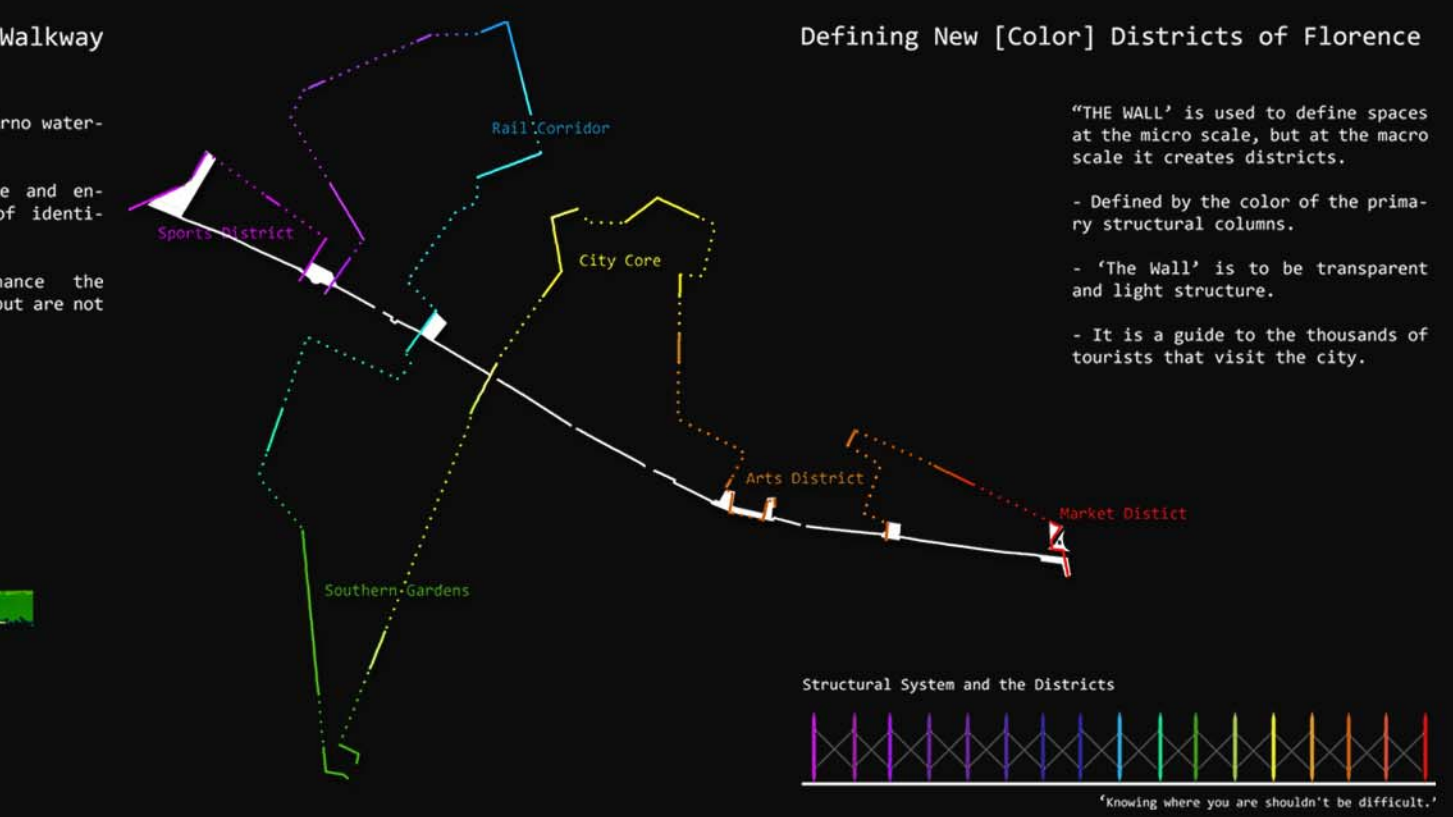 Walkway
rno water-
e and en-
of identi-
nance the
out are not
Defining New [Color] Districts of Florence
“THE WALL’ is used to define spaces
at the micro scale, but at the macro
scale it creates districts.
- Defined by the color of the prima-
ry structural columns.
- ‘The Wall’ is to be transparent
and light structure.
- It is a guide to the thousands of
tourists that visit the city.
Rail Corridor
Sports District
City Core
Arts District
Market Distict
Southern Gardens
Structural System and the Districts
‘Knowing where you are shouldn't be difficult.’